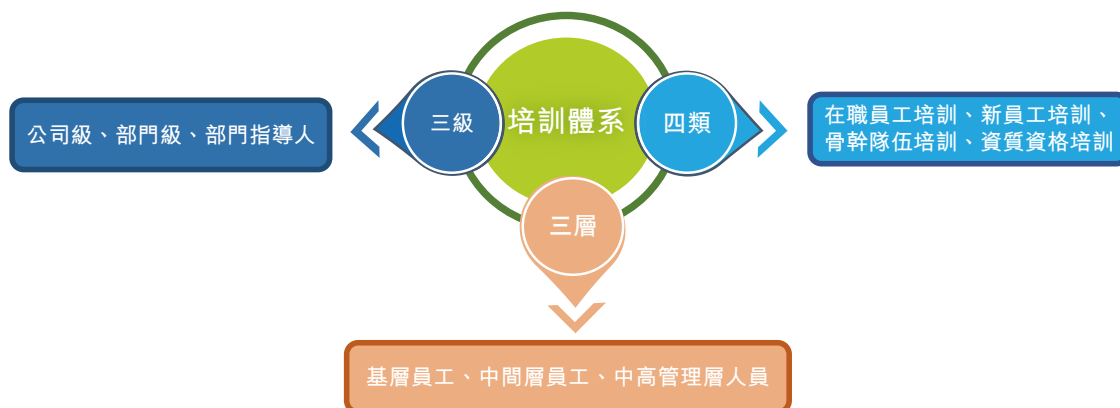 培訓體系
三級
四類
三層
公司級、部門級、部門指導人
在職員工培訓、新員工培訓、
骨幹隊伍培訓、資質資格培訓
基層員工、中間層員工、中高管理層人員